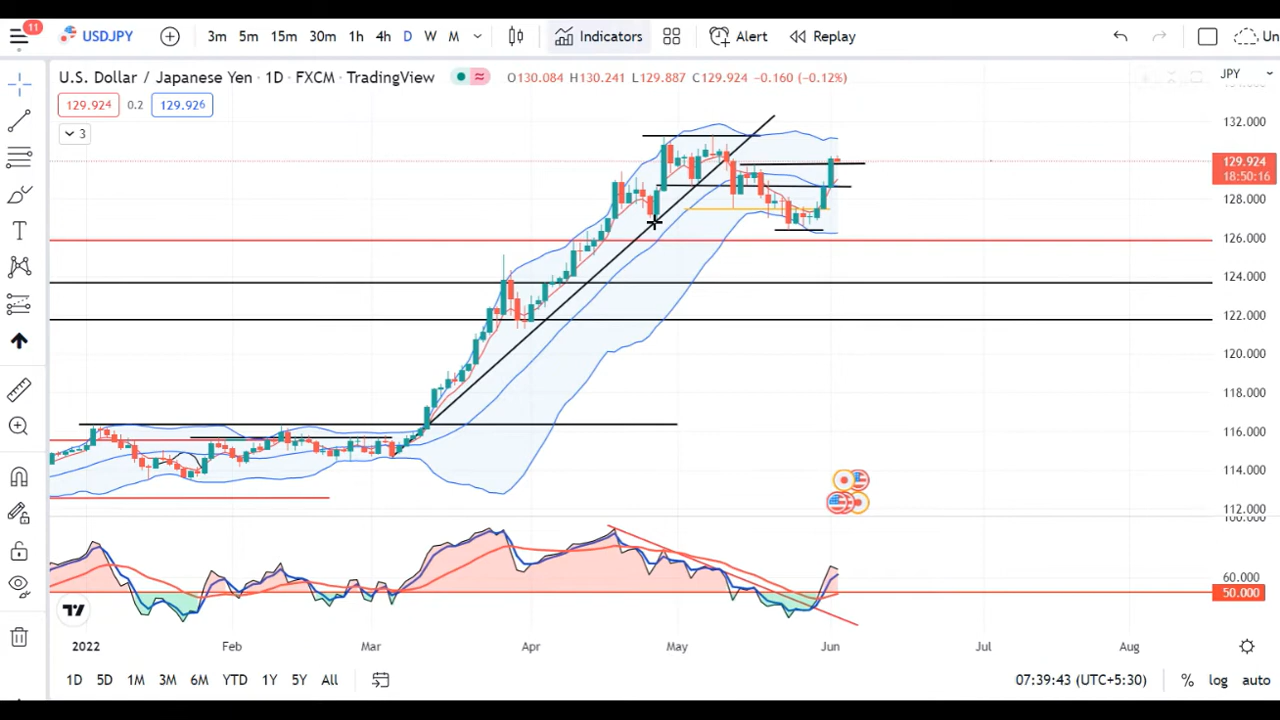 11
USDJPY
3m 5m 15m 30m 1h 4h D W M
Indicators
Alert
Replay
Un
U.S. Dollar / Japanese Yen · 1D · FXCM · TradingView
O130.084 H130.241 L129.887 C129.924 -0.160 (-0.12%)
JPY
129.924 0.2 129.926
3
132.000
129.924
18:50:16
128.000
126.000
124.000
122.000
120.000
118.000
116.000
114.000
112.000
100.000
60.000
50.000
2022 Feb Mar Apr May Jun Jul Aug
1D 5D 1M 3M 6M YTD 1Y 5Y All
07:39:43 (UTC+5:30)
% log auto